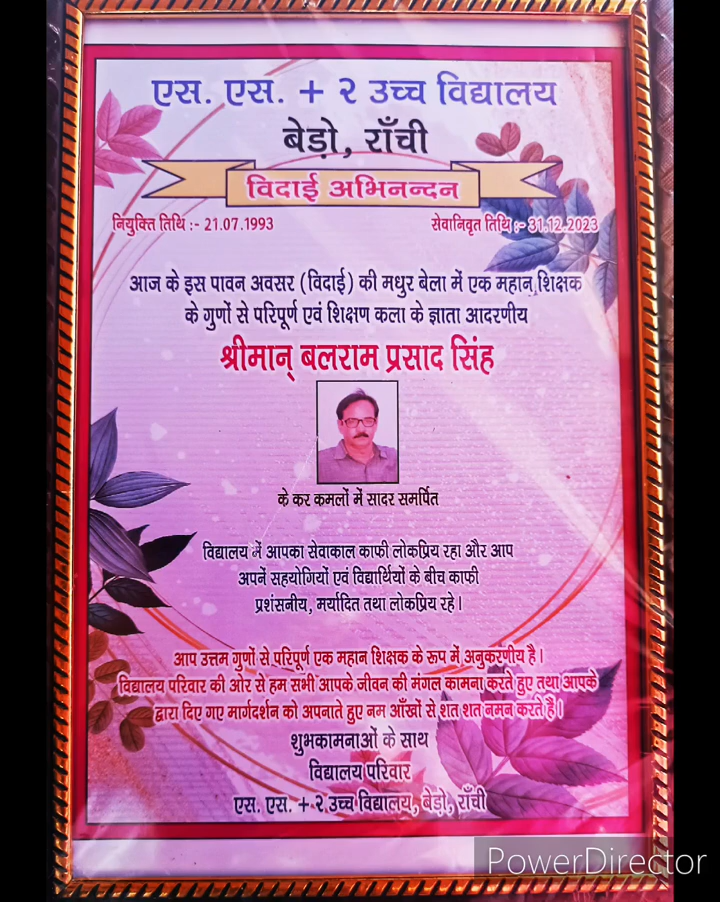 एस. एस. + २ उच्च विद्यालय
बेड़ो, राँची
विदाई अभिनन्दन
नियुक्ति तिथि :- 21.07.1993
सेवानिवृत तिथि :- 31.12.2023
आज के इस पावन अवसर (विदाई) की मधुर बेला में एक महान शिक्षक
के गुणों से परिपूर्ण एवं शिक्षण कला के ज्ञाता आदरणीय
श्रीमान् बलराम प्रसाद सिंह
के कर कमलों में सादर समर्पित
विद्यालय में आपका सेवाकाल काफी लोकप्रिय रहा और आप
अपनें सहयोगियों एवं विद्यार्थियों के बीच काफी
प्रशंसनीय, मर्यादित तथा लोकप्रिय रहे।
आप उत्तम गुणों से परिपूर्ण एक महान शिक्षक के रूप में अनुकरणीय है।
विद्यालय परिवार की ओर से हम सभी आपके जीवन की मंगल कामना करते हुए तथा आपके
द्वारा दिए गए मार्गदर्शन को अपनाते हुए नम आँखों से शत शत नमन करते है।
शुभकामनाओं के साथ
विद्यालय परिवार
एस. एस. + २ उच्च विद्यालय, बेड़ो, राँची
PowerDirector